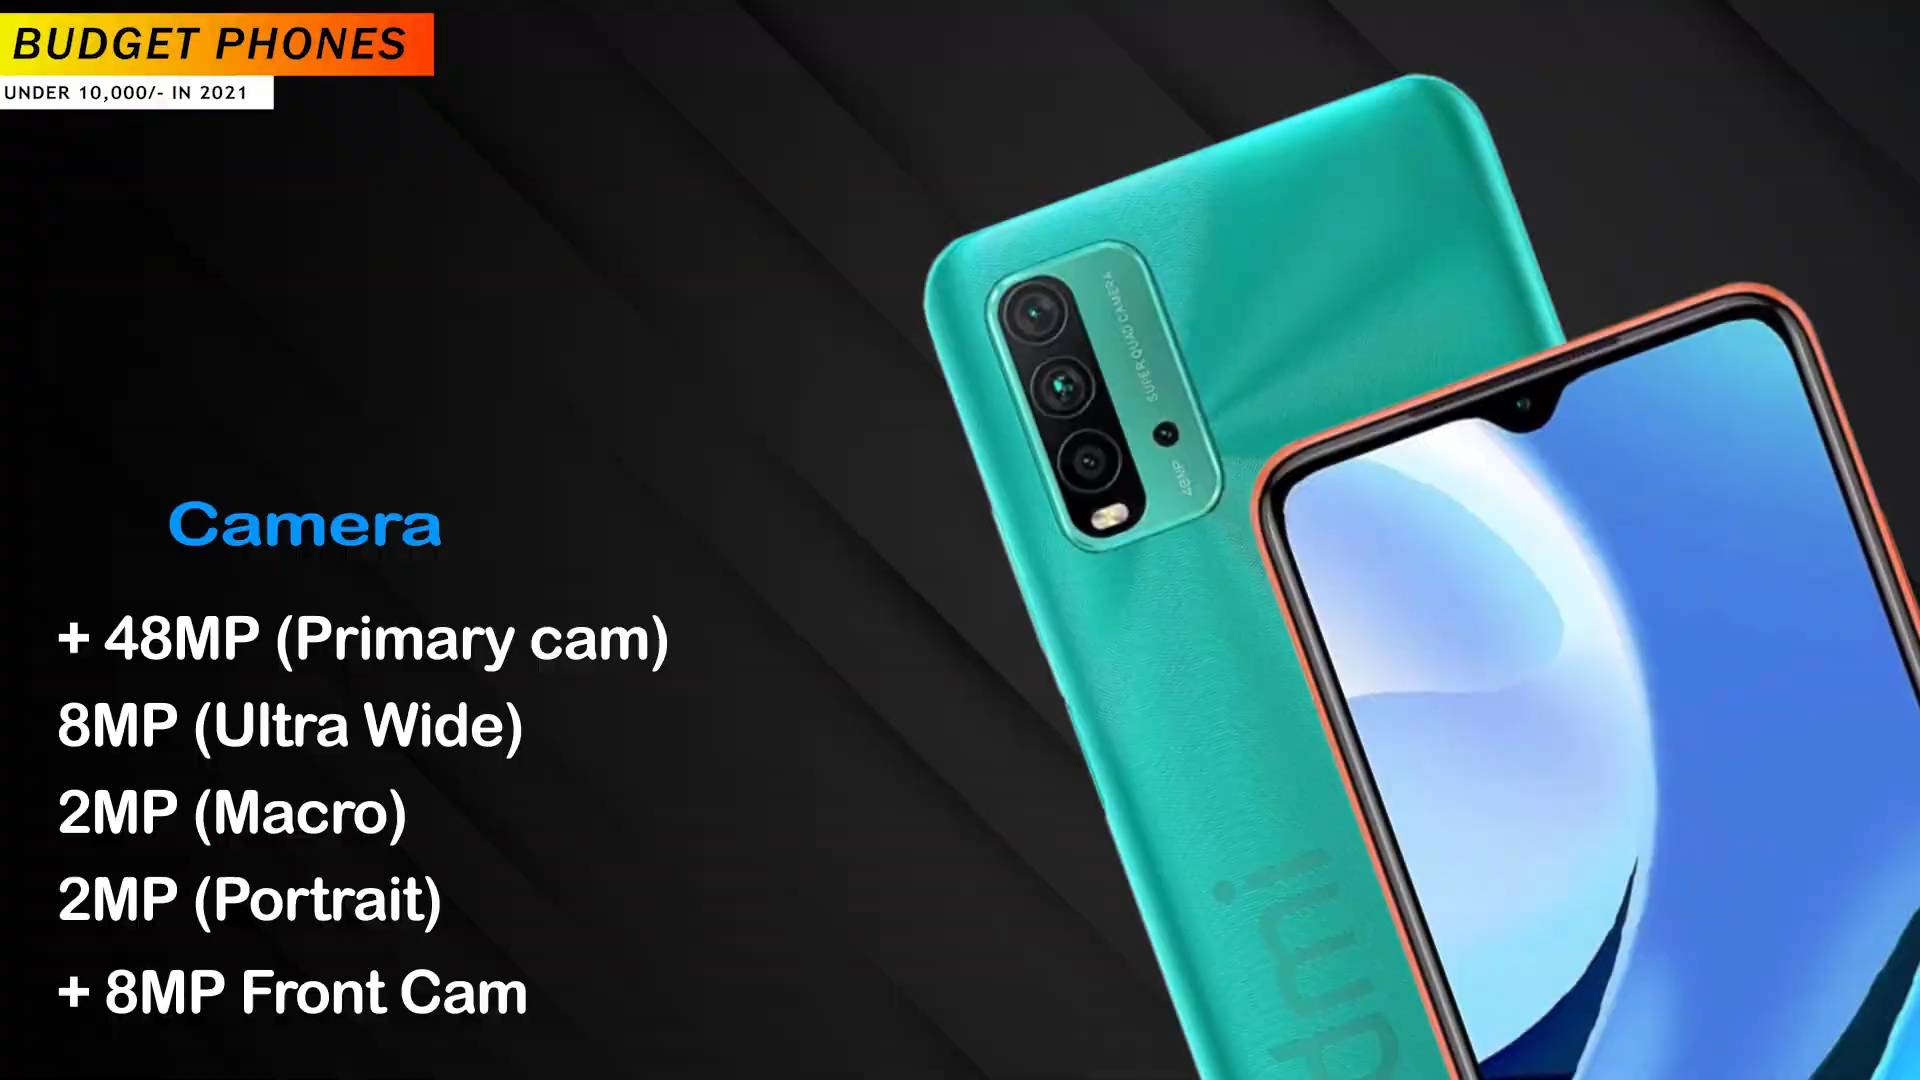 BUDGET PHONES
UNDER 10,000/- IN 2021
SUPER QUAD CAMERA
48MP
Camera
+ 48MP (Primary cam)
8MP (Ultra Wide)
2MP (Macro)
2MP (Portrait)
+ 8MP Front Cam